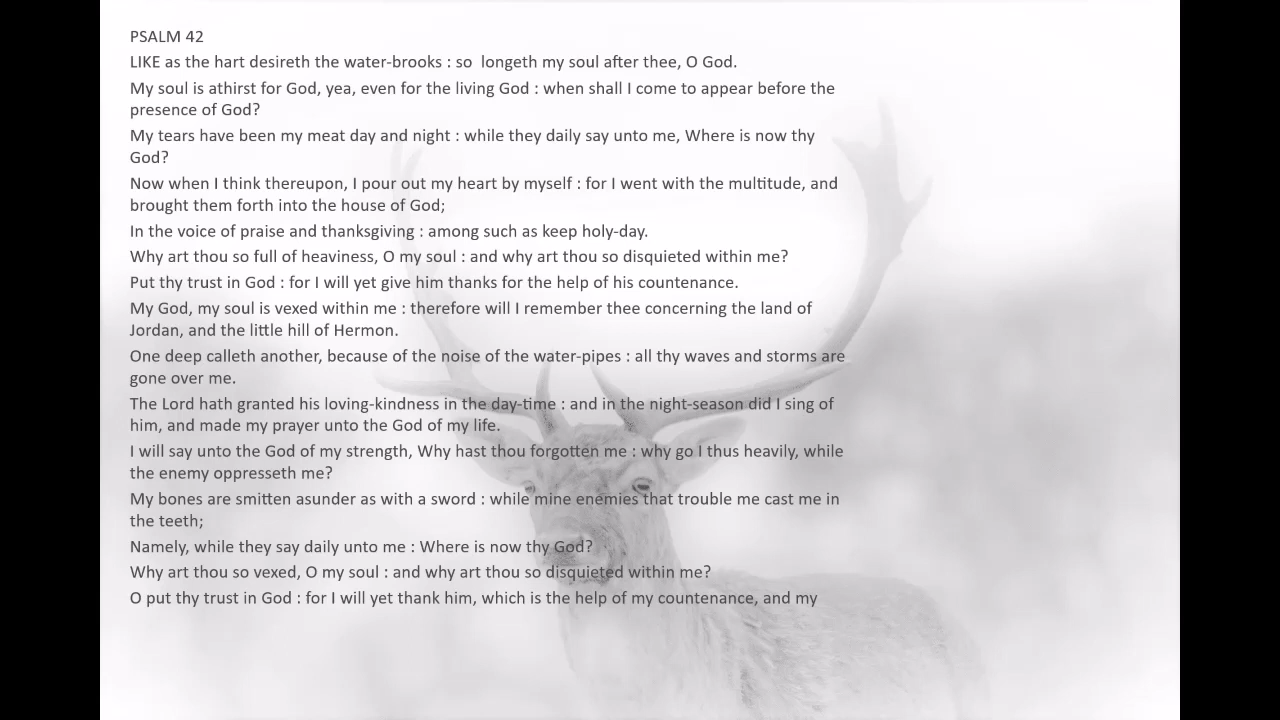 PSALM 42
LIKE as the hart desireth the water-brooks : so  longeth my soul after thee, O God.
My soul is athirst for God, yea, even for the living God : when shall I come to appear before the
presence of God?
My tears have been my meat day and night : while they daily say unto me, Where is now thy
God?
Now when I think thereupon, I pour out my heart by myself : for I went with the multitude, and
brought them forth into the house of God;
In the voice of praise and thanksgiving : among such as keep holy-day.
Why art thou so full of heaviness, O my soul : and why art thou so disquieted within me?
Put thy trust in God : for I will yet give him thanks for the help of his countenance.
My God, my soul is vexed within me : therefore will I remember thee concerning the land of
Jordan, and the little hill of Hermon.
One deep calleth another, because of the noise of the water-pipes : all thy waves and storms are
gone over me.
The Lord hath granted his loving-kindness in the day-time : and in the night-season did I sing of
him, and made my prayer unto the God of my life.
I will say unto the God of my strength, Why hast thou forgotten me : why go I thus heavily, while
the enemy oppresseth me?
My bones are smitten asunder as with a sword : while mine enemies that trouble me cast me in
the teeth;
Namely, while they say daily unto me : Where is now thy God?
Why art thou so vexed, O my soul : and why art thou so disquieted within me?
O put thy trust in God : for I will yet thank him, which is the help of my countenance, and my